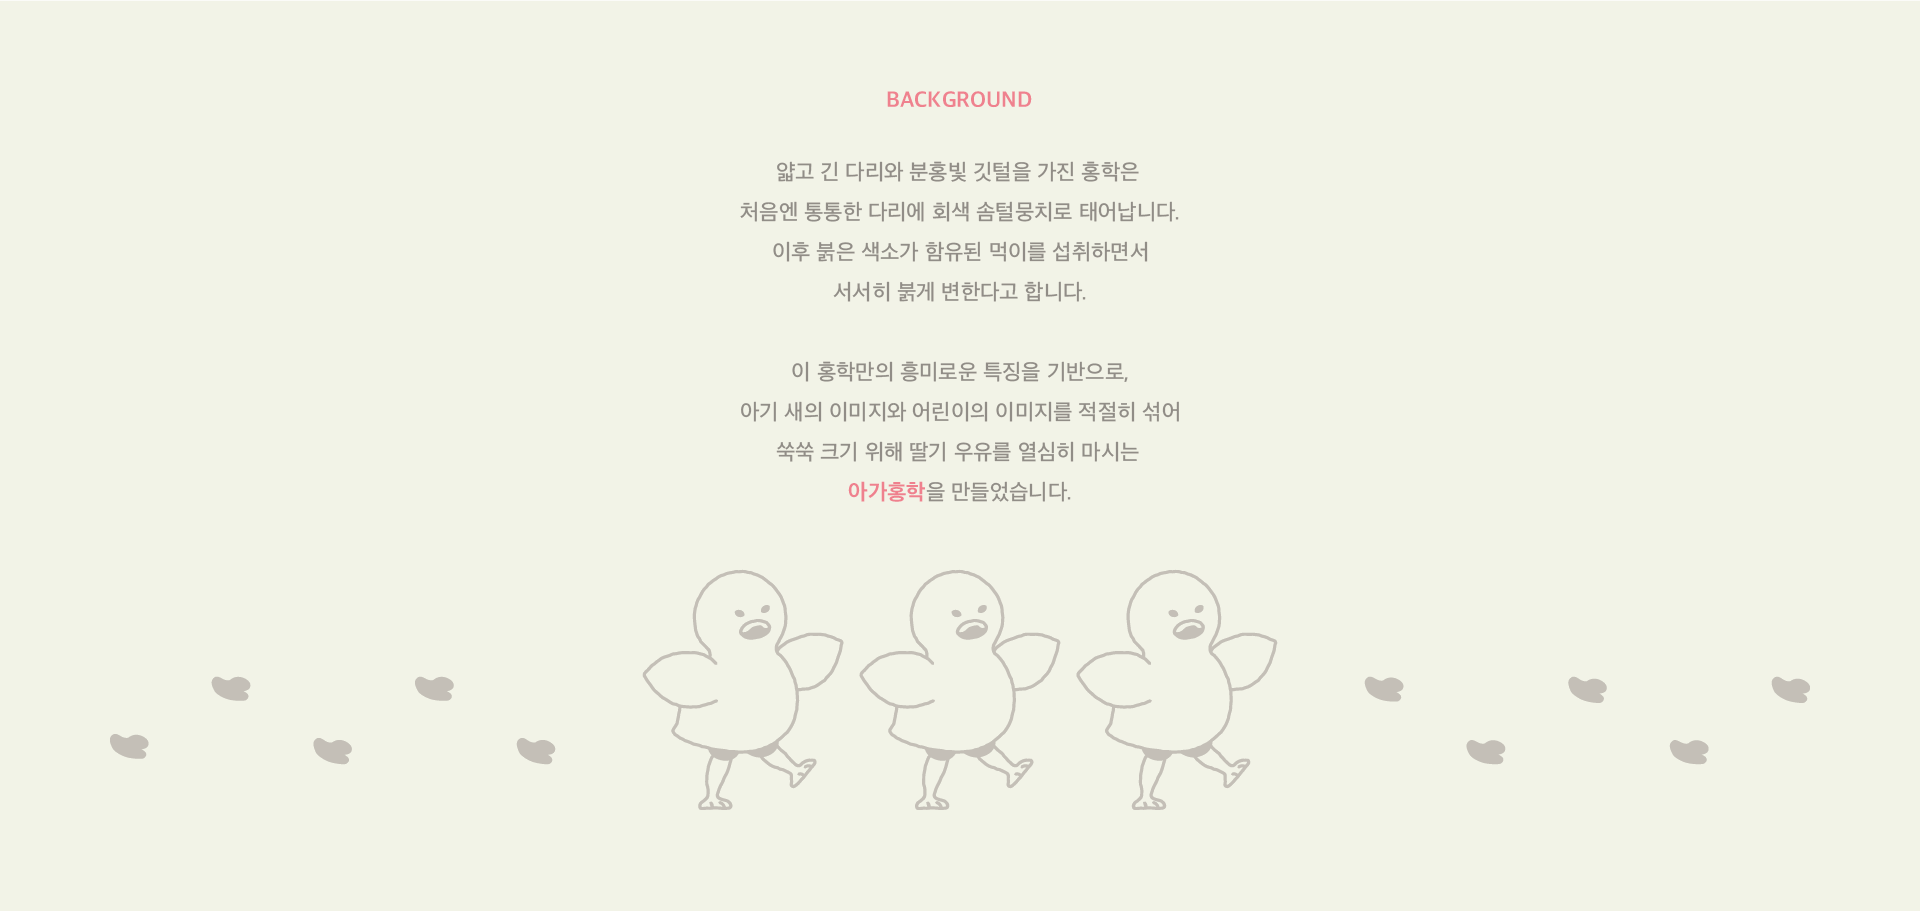 BACKGROUND
얇고 긴 다리와 분홍빛 깃털을 가진 홍학은
처음엔 통통한 다리에 회색 솜털뭉치로 태어납니다.
이후 붉은 색소가 함유된 먹이를 섭취하면서
서서히 붉게 변한다고 합니다.
이 홍학만의 흥미로운 특징을 기반으로,
아기 새의 이미지와 어린이의 이미지를 적절히 섞어
쑥쑥 크기 위해 딸기 우유를 열심히 마시는
아가홍학을 만들었습니다.